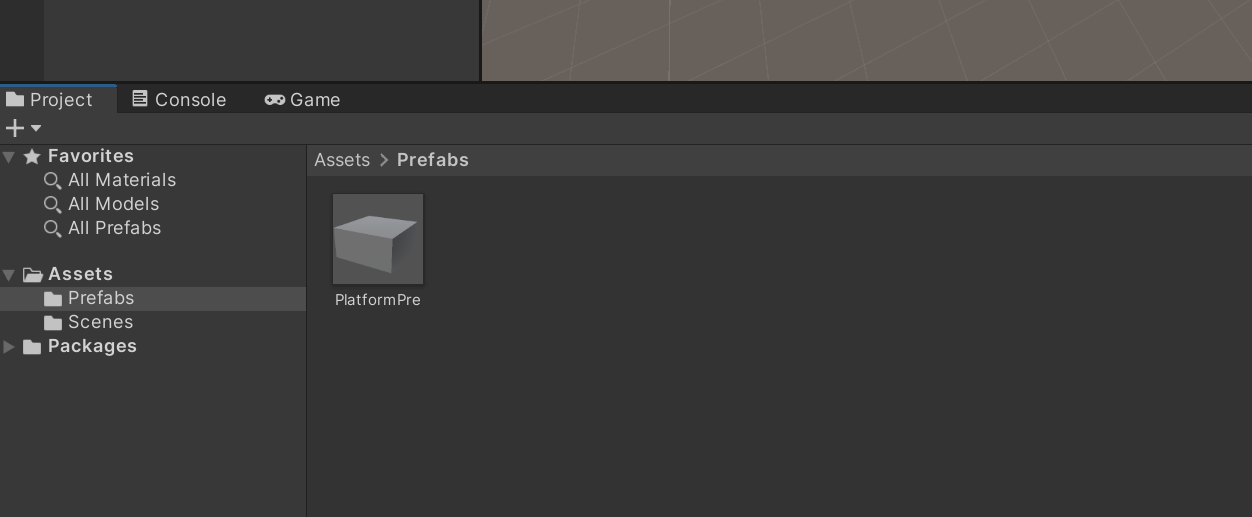 Project
Console
Game
Favorites
All Materials
All Models
All Prefabs
Assets
Prefabs
Scenes
Packages
Assets > Prefabs
PlatformPre